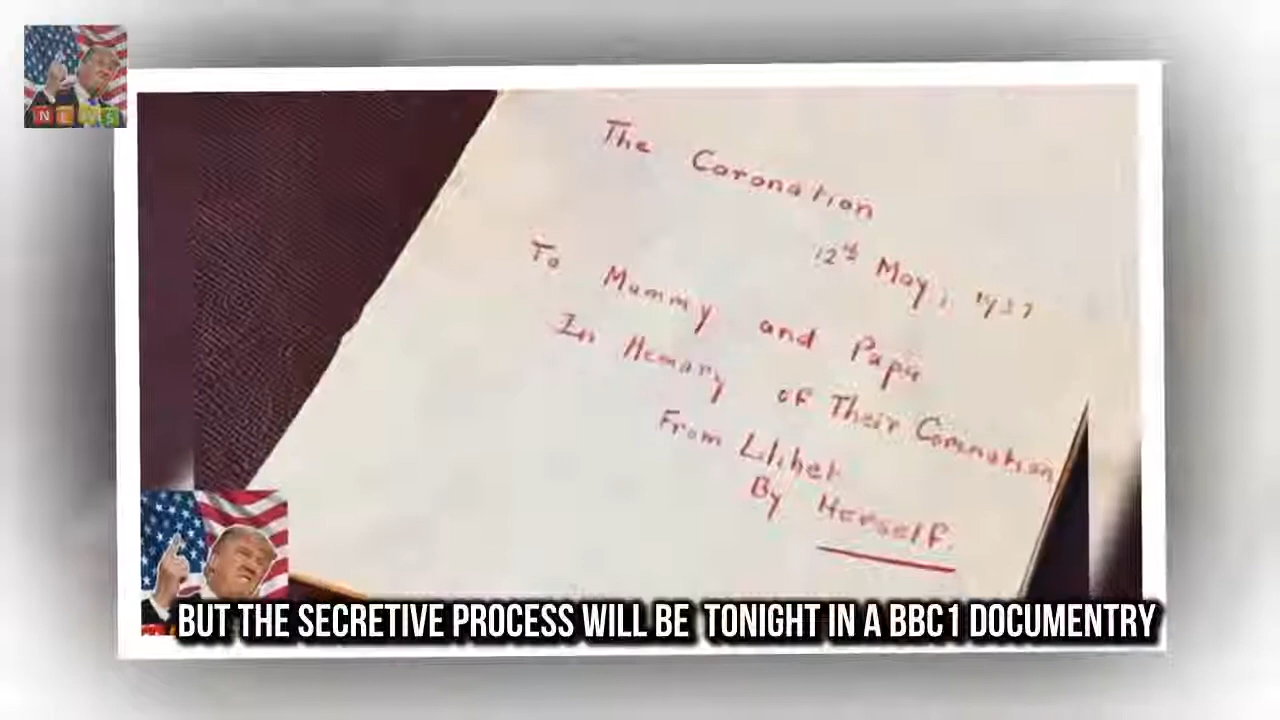 NEWS
The Coronation
12th May, 1937
To Mummy and Papa
In Memory of Their Coronation
From Lilibet
By Herself.
BUT THE SECRETIVE PROCESS WILL BE TONIGHT IN A BBC1 DOCUMENTRY